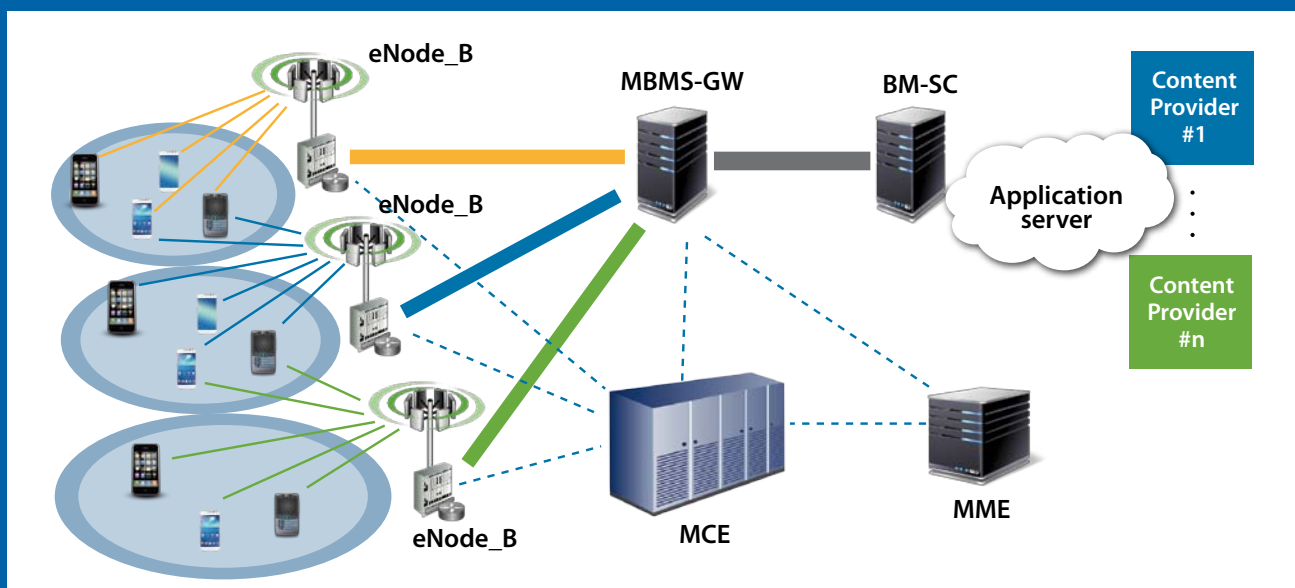 eNode_B
MBMS-GW
BM-SC
Content
Provider
#1
eNode_B
Application
server
Content
Provider
#n
eNode_B
MCE
MME